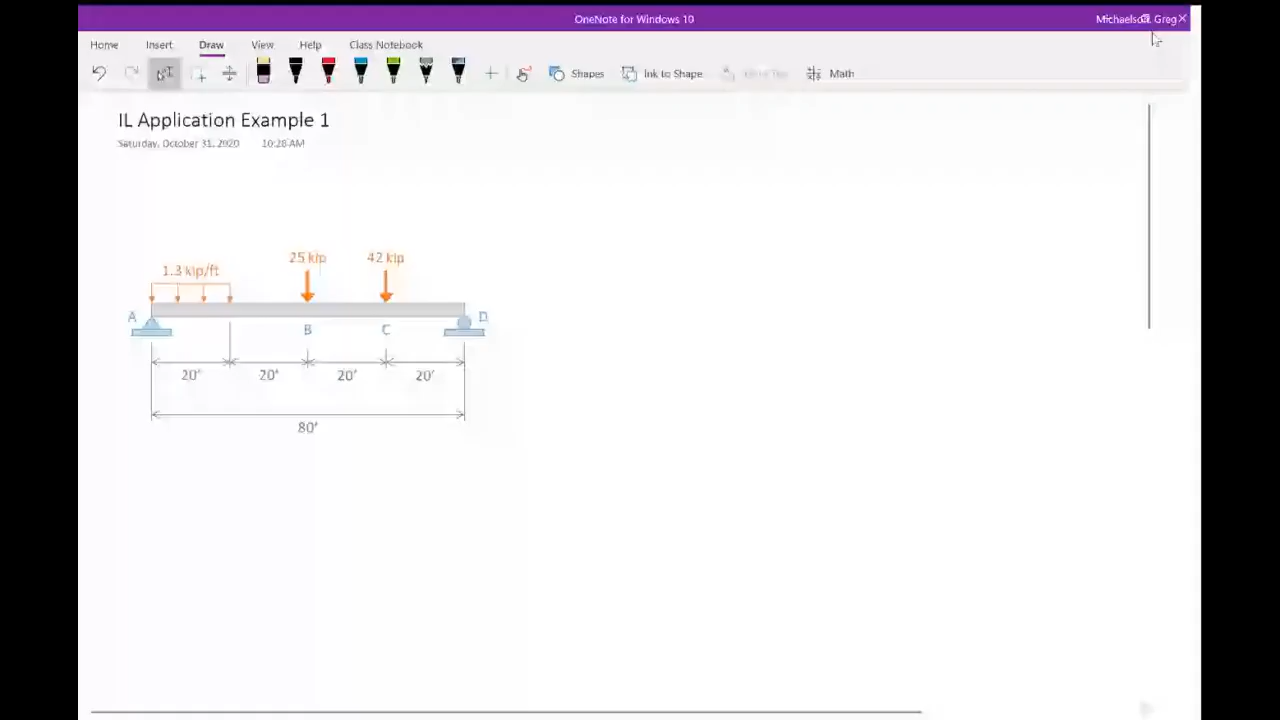 OneNote for Windows 10
Home Insert Draw View Help Class Notebook
Shapes Ink to Shape Math
IL Application Example 1
Saturday, October 31, 2020 10:28 AM
25 kip 42 kip
1.3 kip/ft
A D
B C
20' 20' 20' 20'
80'